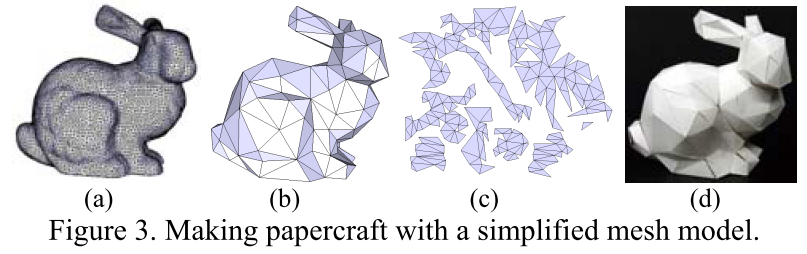 (a) (b) (c) (d)
Figure 3. Making papercraft with a simplified mesh model.